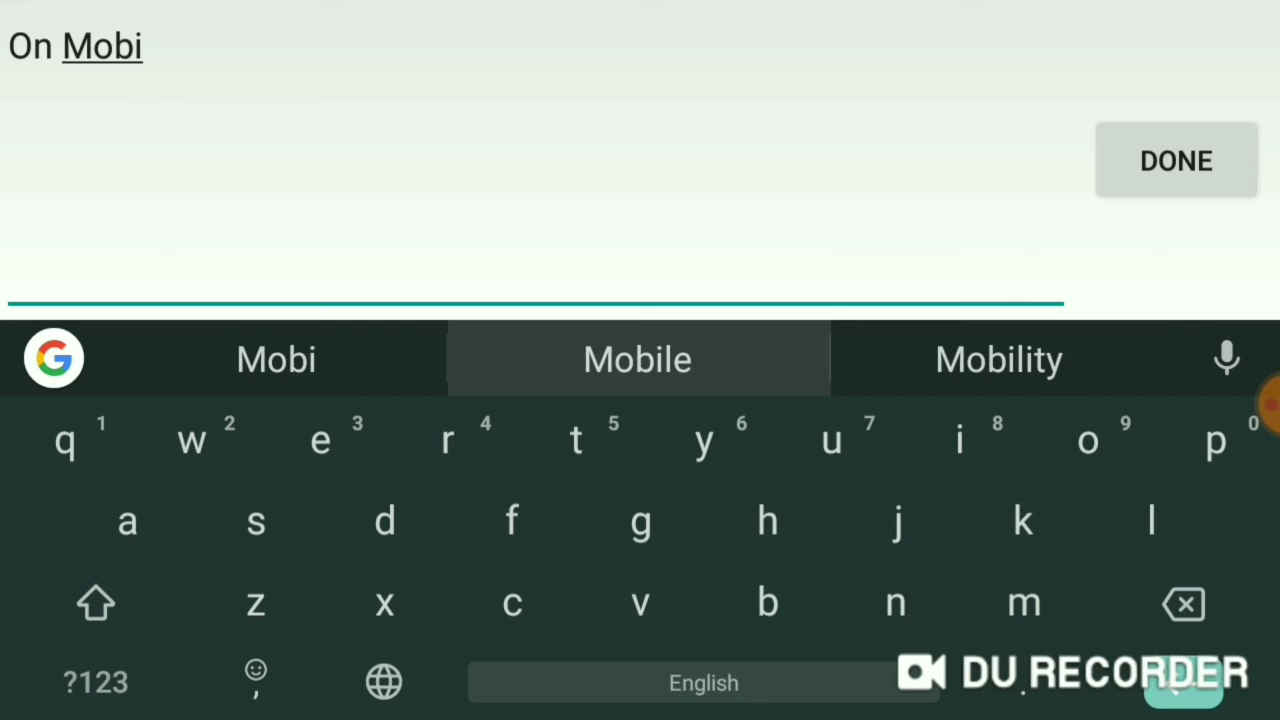 On Mobi
DONE
G Mobi Mobile Mobility
q 1 w 2 e 3 r 4 t 5 y 6 u 7 i 8 o 9 p 0
a s d f g h j k l
z x c v b n m
?123 , English .
DU RECORDER